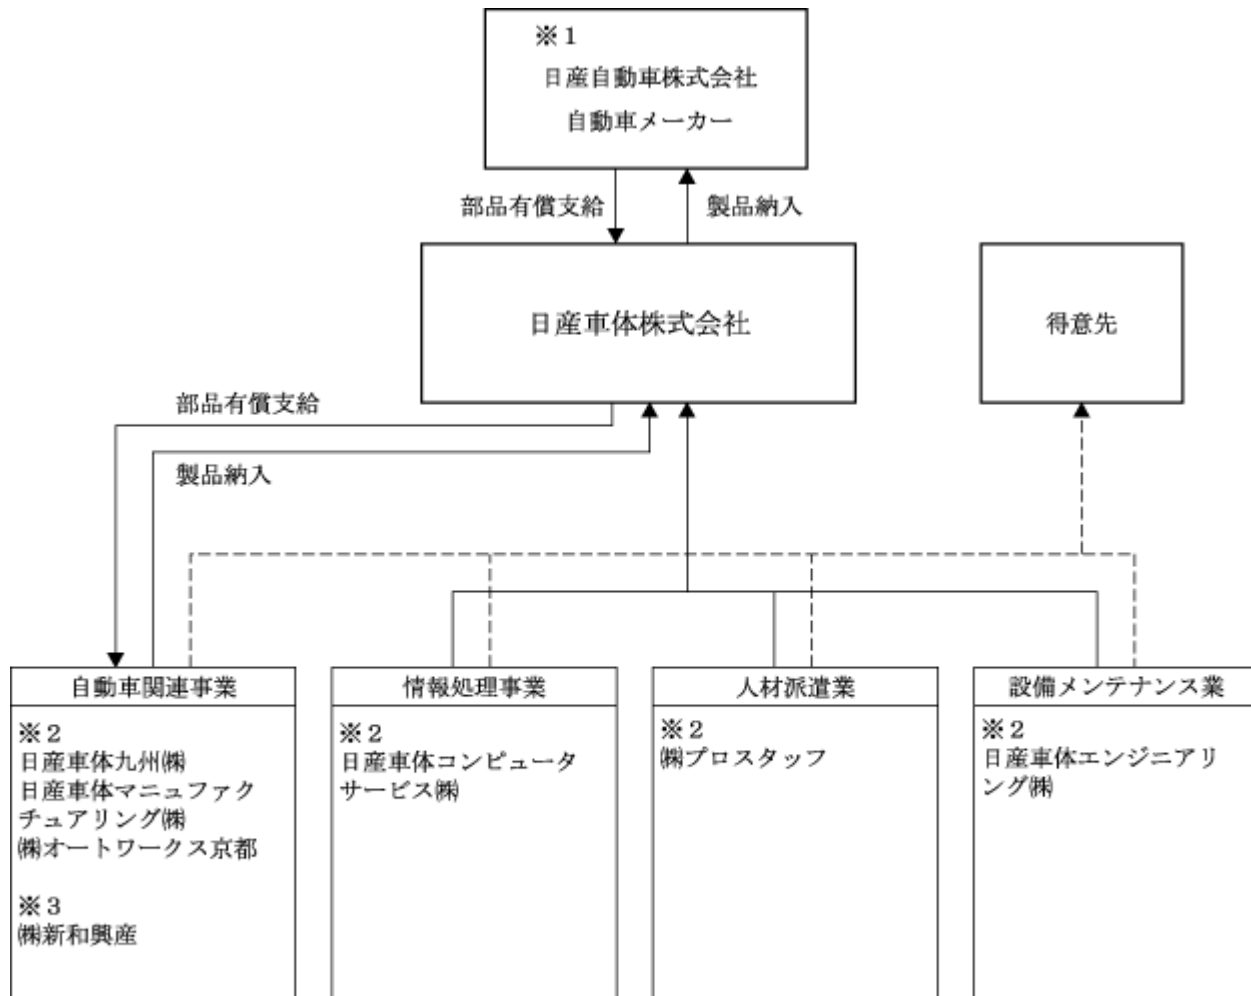 ※１
日産自動車株式会社
自動車メーカー
部品有償支給
製品納入
日産車体株式会社
得意先
部品有償支給
製品納入
自動車関連事業
※２
日産車体九州㈱
日産車体マニュファク
チュアリング㈱
㈱オートワークス京都
※３
㈱新和興産
情報処理事業
※２
日産車体コンピュータ
サービス㈱
人材派遣業
※２
㈱プロスタッフ
設備メンテナンス業
※２
日産車体エンジニアリ
ング㈱